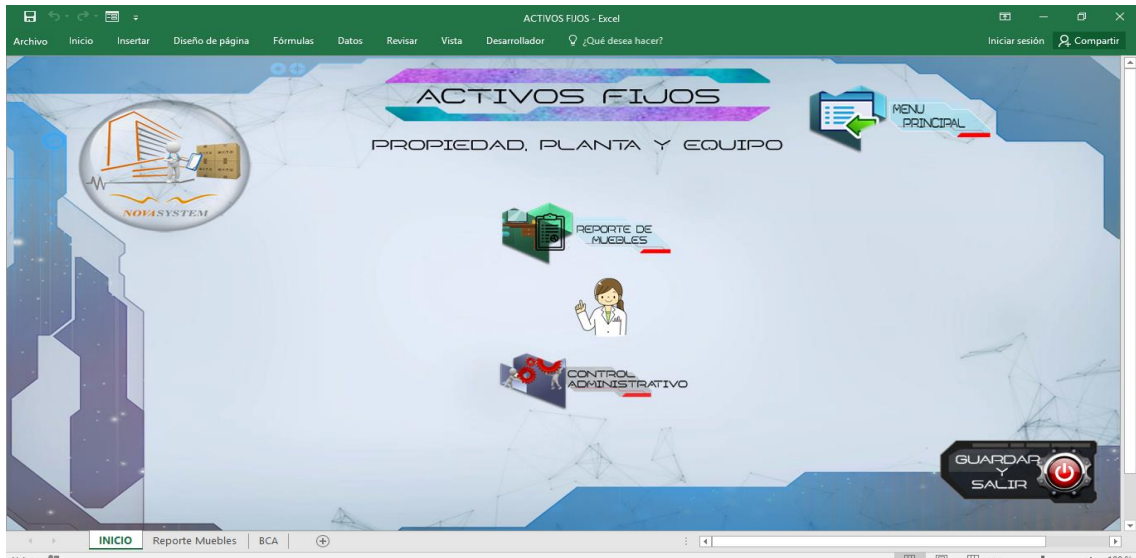 ACTIVOS FIJOS - Excel
Archivo Inicio Insertar Diseño de página Fórmulas Datos Revisar Vista Desarrollador ¿Qué desea hacer? Iniciar sesión Compartir
ACTIVOS FIJOS
MENU
PRINCIPAL
PROPIEDAD, PLANTA Y EQUIPO
NOVASYSTEM
REPORTE DE
MUEBLES
CONTROL
ADMINISTRATIVO
GUARDAR
Y
SALIR
INICIO Reporte Muebles BCA